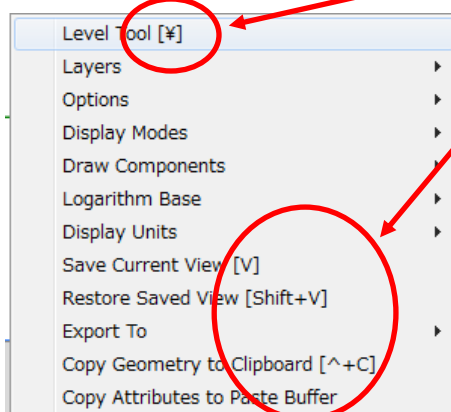 Level Tool [¥]
Layers
Options
Display Modes
Draw Components
Logarithm Base
Display Units
Save Current View [V]
Restore Saved View [Shift+V]
Export To
Copy Geometry to Clipboard [^+C]
Copy Attributes to Paste Buffer